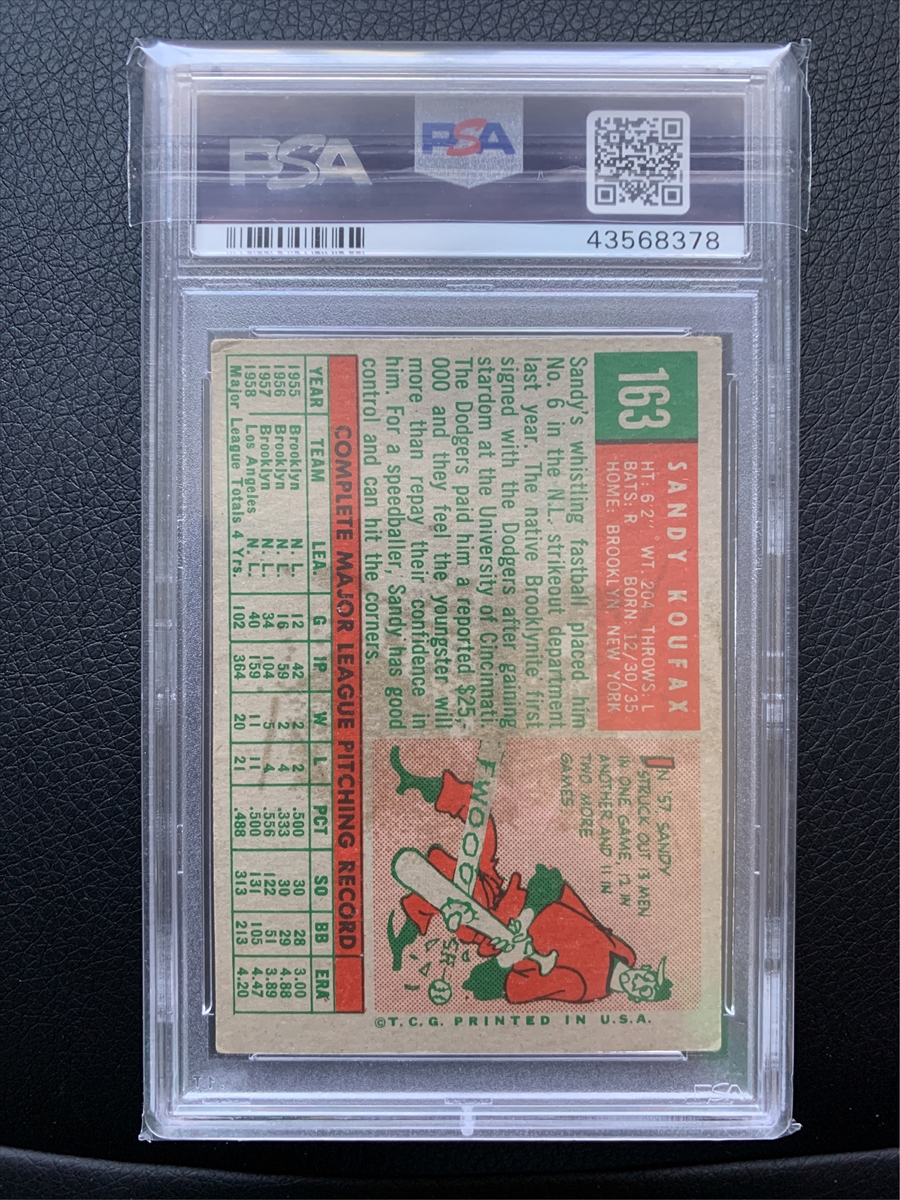 PSA
PSA
43568378
163
SANDY KOUFAX
HT: 6'2" WT. 204 THROWS: L
BATS: R BORN: 12/30/35
HOME: BROOKLYN, NEW YORK
Sandy's whistling fastball placed him
No. 6 in the N.L. strikeout department
last year. The native Brooklynite first
signed with the Dodgers after gaining
stardom at the University of Cincinnati.
The Dodgers paid him a reported $25,-
000 and they feel the youngster will
more than repay their confidence in
him. For a speedballer, Sandy has good
control and can hit the corners.
IN '57 SANDY
STRUCK OUT 13 MEN
IN ONE GAME, 12 IN
ANOTHER AND 11 IN
TWO MORE
GAMES
©T.C.G. PRINTED IN U.S.A.
COMPLETE MAJOR LEAGUE PITCHING RECORD
YEAR TEAM LEA. G IP W L PCT SO BB ERA
1955 Brooklyn N. L. 12 42 2 2 .500 30 28 3.00
1956 Brooklyn N. L. 16 59 2 4 .333 30 29 4.88
1957 Brooklyn N. L. 34 104 5 4 .556 122 51 3.89
1958 Los Angeles N. L. 40 159 11 11 .500 131 105 4.47
Major League Totals 4 Yrs. 102 364 20 21 .488 313 213 4.20
PSA